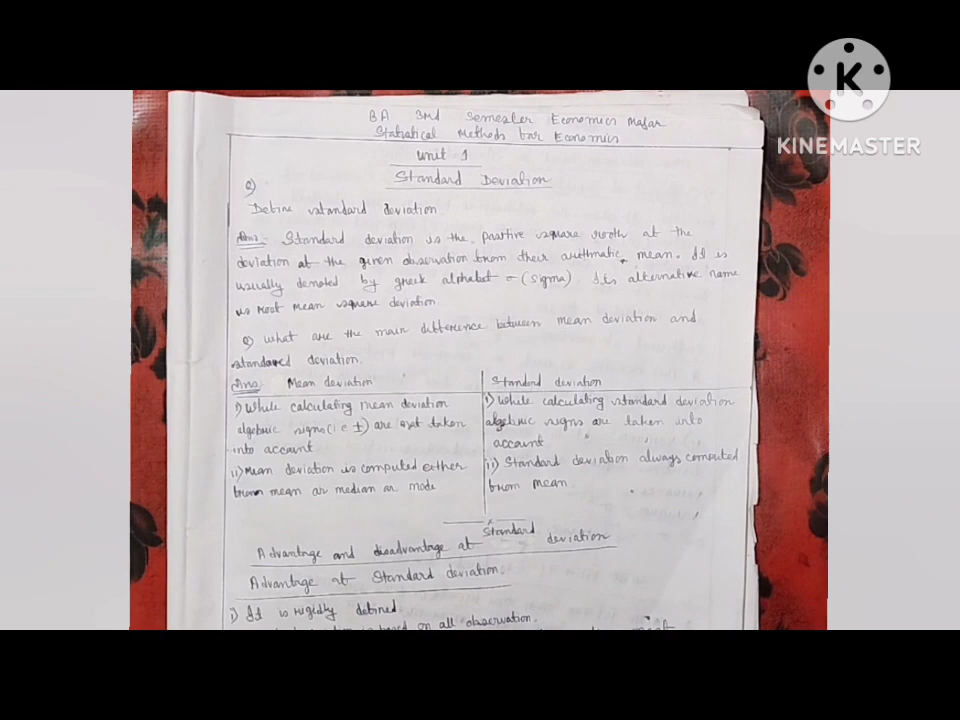 K
KINEMASTER
BA 3rd Semester Economics Major
Statistical Methods for Economics
Unit 1
Standard Deviation
Q)
Define standard deviation.
Ans:- Standard deviation is the positive square root of the
deviation of the given observation from their arithmetic mean. It is
usually denoted by greek alphabet σ (Sigma). Its alternative name
is root mean square deviation.
Q) What are the main difference between mean deviation and
standard deviation.
Ans: Mean deviation
i) While calculating mean deviation
algebraic signs (i e ±) are not taken
into account
ii) Mean deviation is computed either
from mean or median or mode
Standard deviation
i) While calculating standard deviation
algebraic signs are taken into
account
ii) Standard deviation always computed
from mean.
Advantage and disadvantage of Standard deviation
Advantage of Standard deviation.
i) It is rigidly defined
based on all observation.